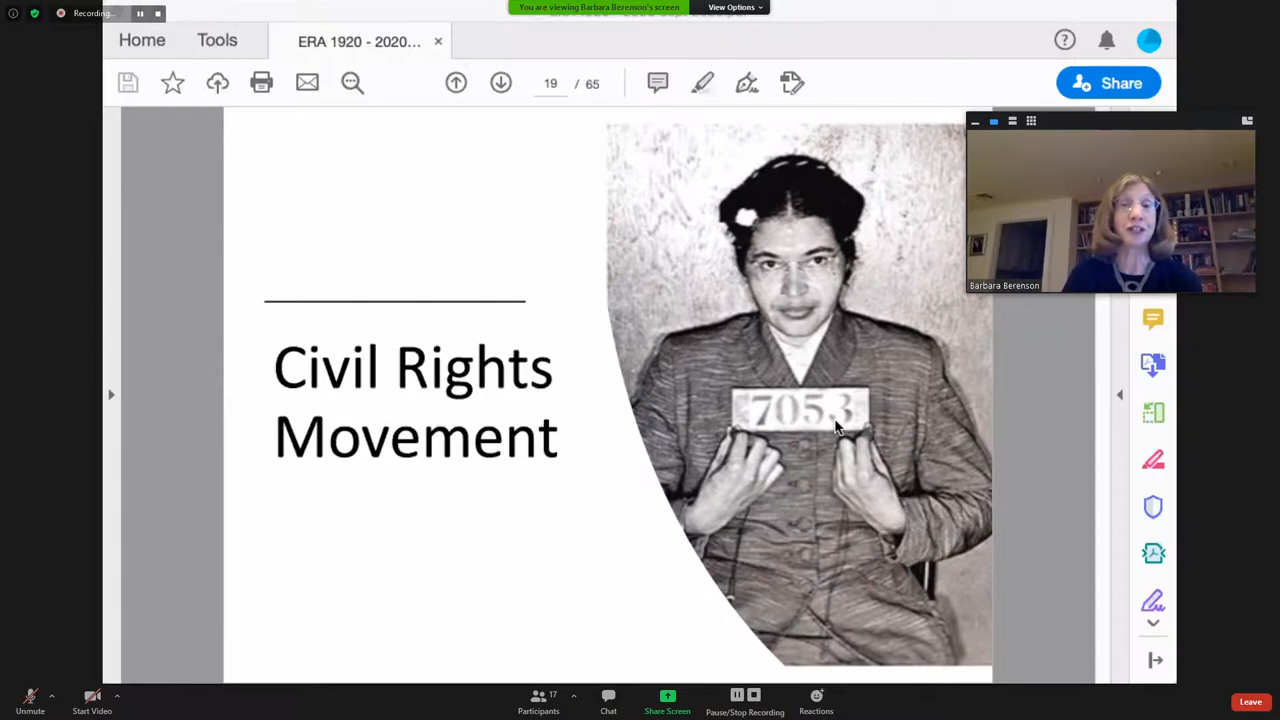 Recording...
You are viewing Barbara Berenson's screen
View Options
Home
Tools
ERA 1920 - 2020...
19 / 65
Share
Civil Rights
Movement
7053
Barbara Berenson
Unmute
Start Video
Participants
17
Chat
Share Screen
Pause/Stop Recording
Reactions
Leave